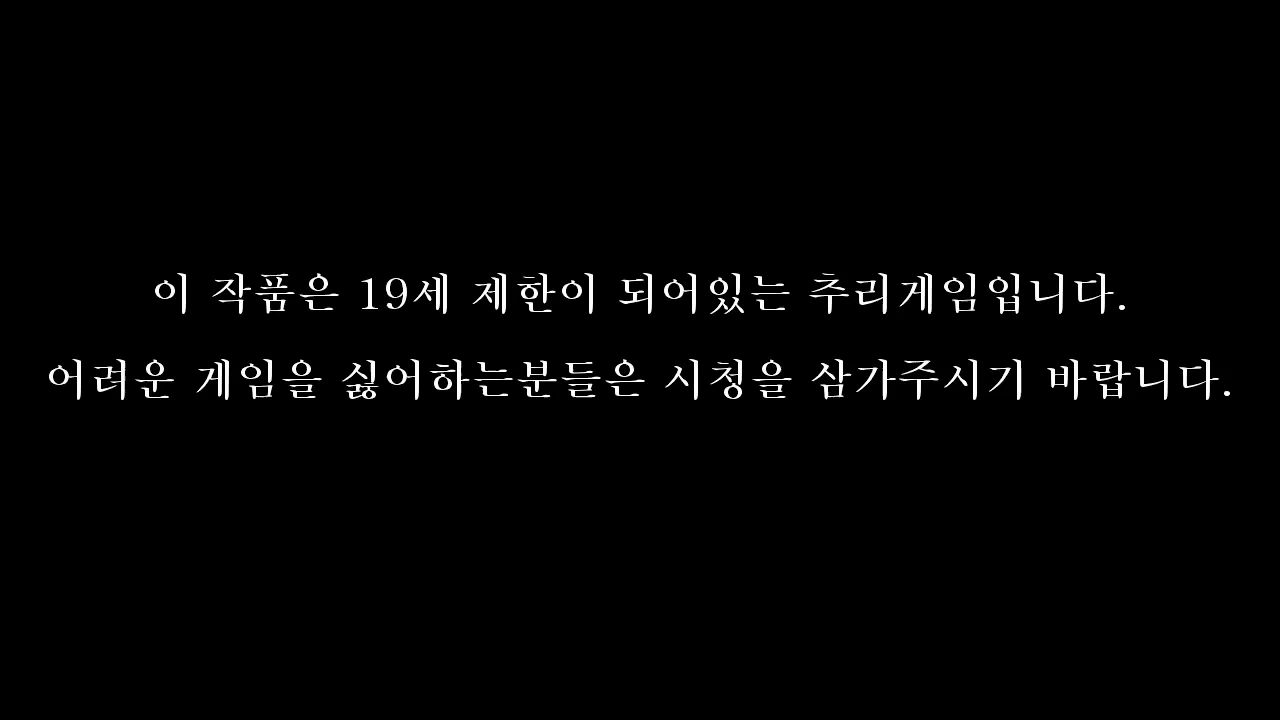 이 작품은 19세 제한이 되어있는 추리게임입니다.
어려운 게임을 싫어하는분들은 시청을 삼가주시기 바랍니다.